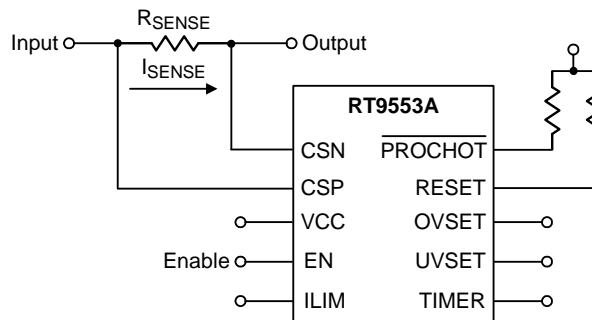 RSENSE
Input
Output
ISENSE
RT9553A
CSN
PROCHOT
CSP
RESET
VCC
OVSET
Enable
EN
UVSET
ILIM
TIMER